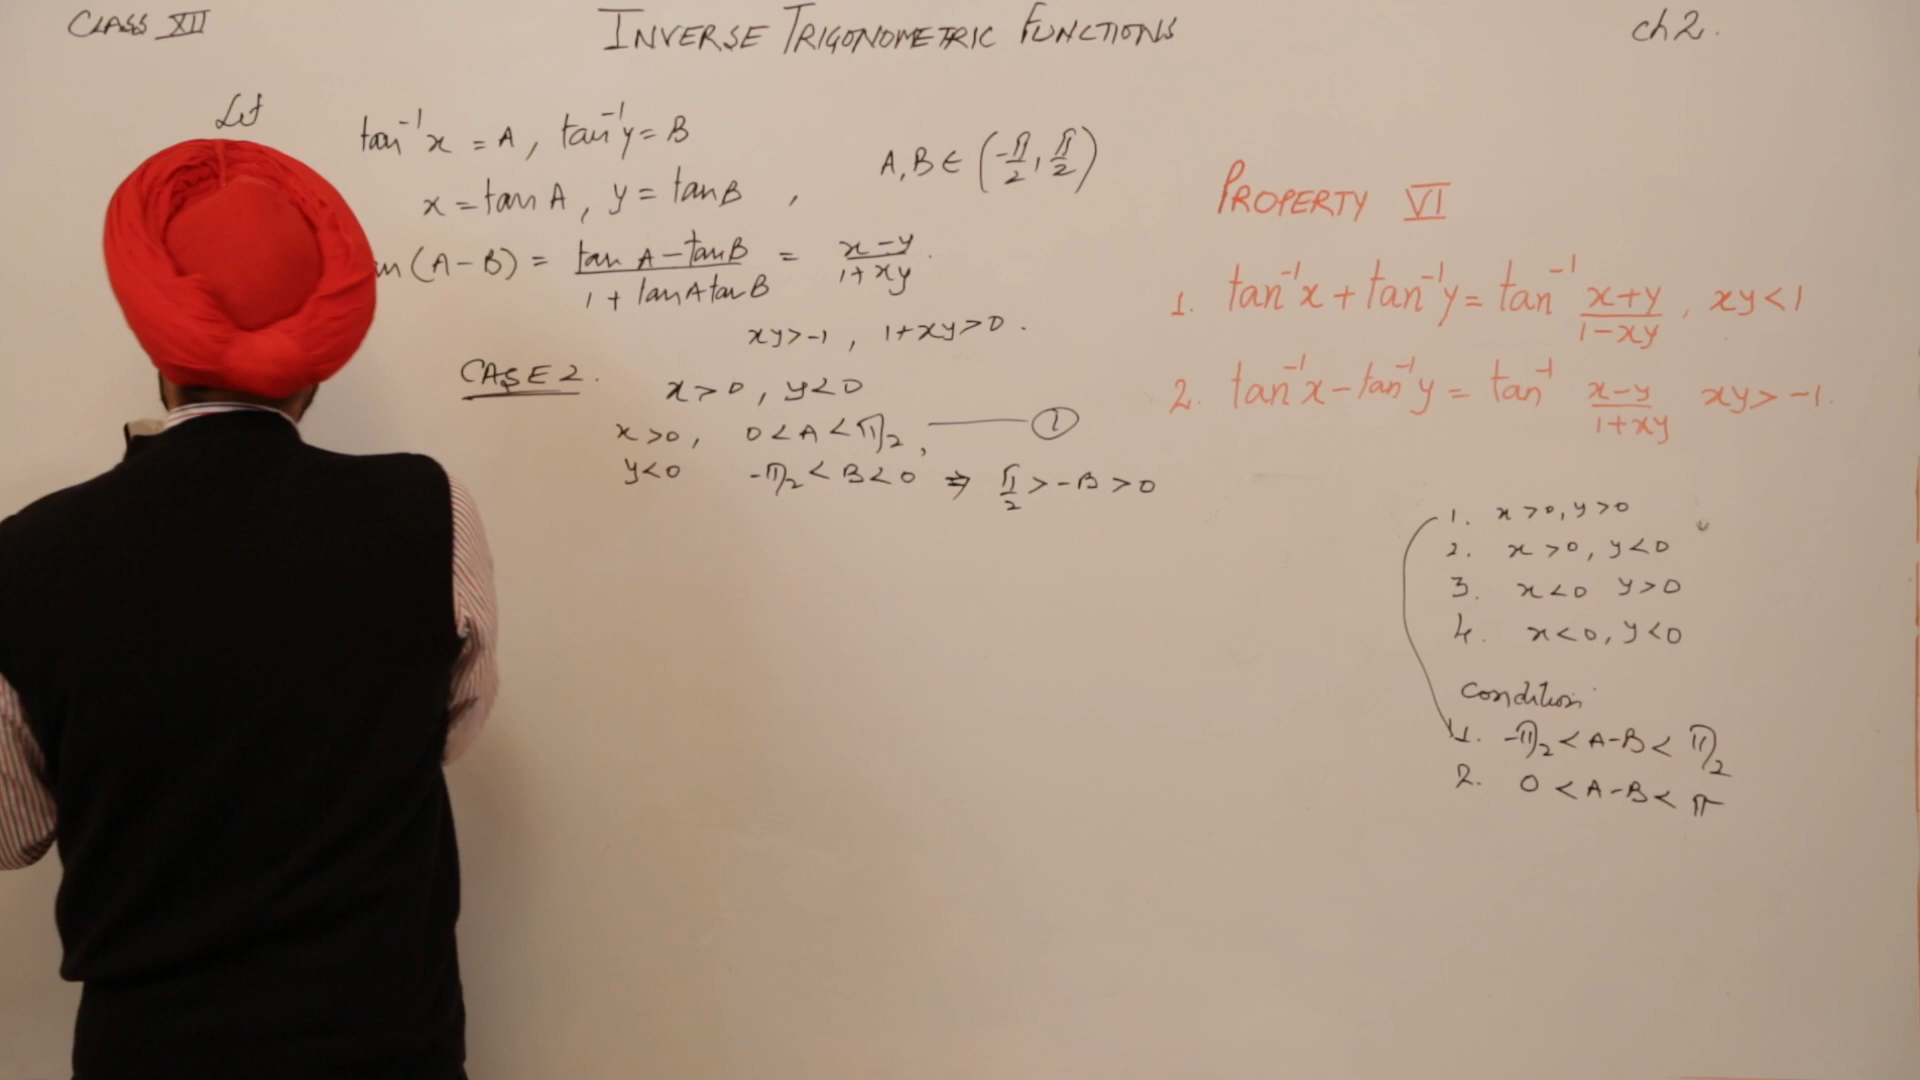 CLASS XII
INVERSE TRIGONOMETRIC FUNCTIONS
ch 2.
Let
tan⁻¹x = A, tan⁻¹y = B
A, B ∈ (-π/2, π/2)
x = tan A, y = tan B,
(A - B) = (tan A - tan B)/(1 + tan A tan B) = (x - y)/(1 + xy).
xy > -1, 1 + xy > 0.
CASE 2.
x > 0, y < 0
x > 0, 0 < A < π/2, ——— ①
y < 0 -π/2 < B < 0 ⇒ π/2 > -B > 0
PROPERTY VI
1. tan⁻¹x + tan⁻¹y = tan⁻¹ (x+y)/(1-xy), xy < 1
2. tan⁻¹x - tan⁻¹y = tan⁻¹ (x-y)/(1+xy) xy > -1.
1. x > 0, y > 0
2. x > 0, y < 0
3. x < 0 y > 0
4. x < 0, y < 0
Condition
1. -π/2 < A-B < π/2
2. 0 < A-B < π